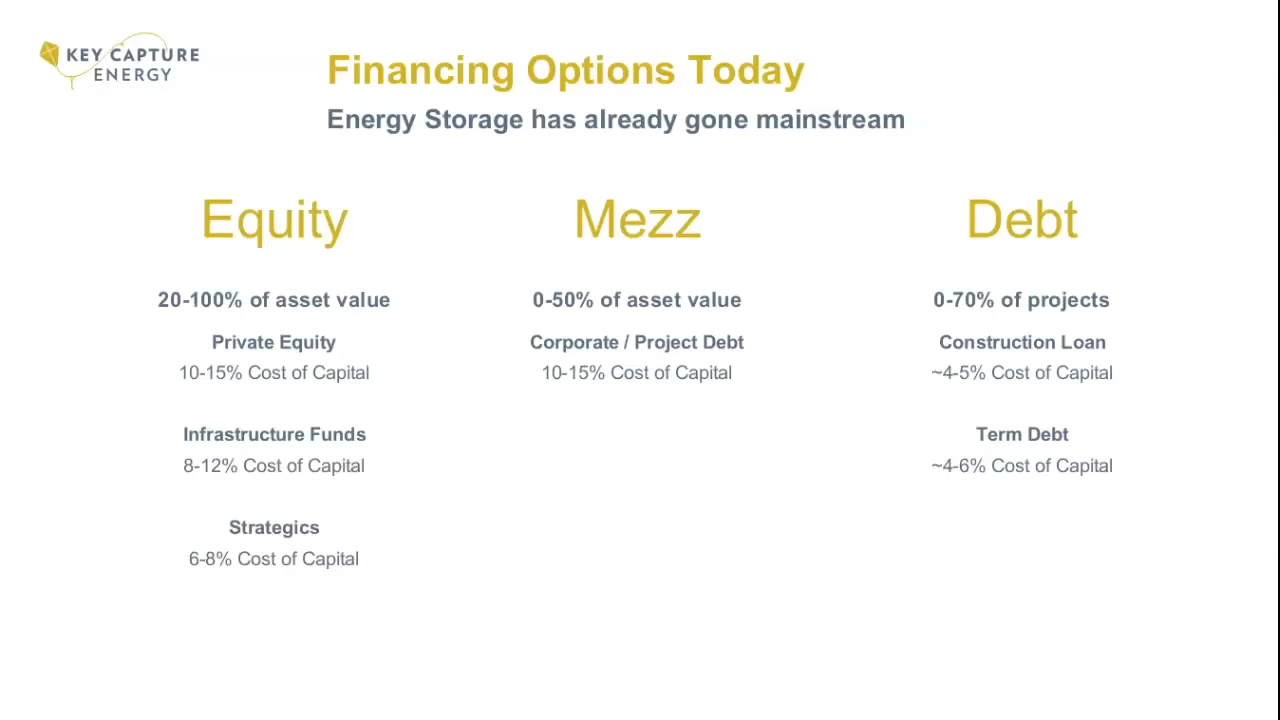 KEY CAPTURE
ENERGY
Financing Options Today
Energy Storage has already gone mainstream
Equity
20-100% of asset value
Private Equity
10-15% Cost of Capital
Infrastructure Funds
8-12% Cost of Capital
Strategics
6-8% Cost of Capital
Mezz
0-50% of asset value
Corporate / Project Debt
10-15% Cost of Capital
Debt
0-70% of projects
Construction Loan
~4-5% Cost of Capital
Term Debt
~4-6% Cost of Capital